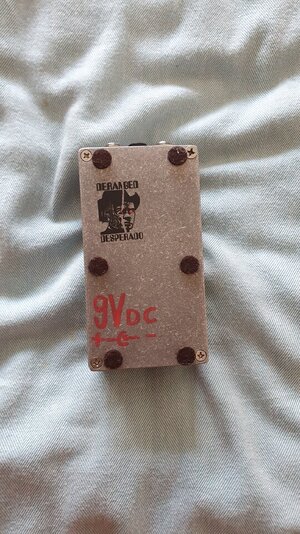 DERANGED
DESPERADO
9VDC
+ -